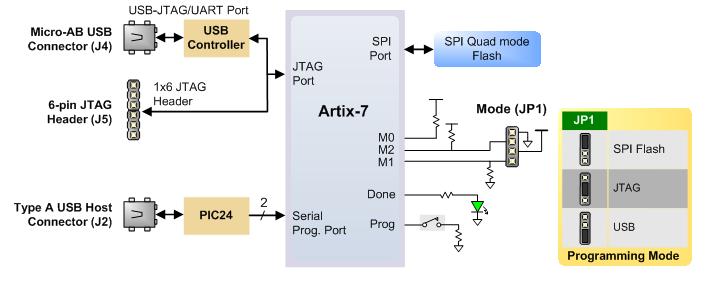 USB-JTAG/UART Port
Micro-AB USB
Connector (J4)
USB
Controller
SPI
Port
SPI Quad mode
Flash
JTAG
Port
1x6 JTAG
Header
6-pin JTAG
Header (J5)
Artix-7
Mode (JP1)
M0
M2
M1
JP1
SPI Flash
JTAG
USB
Programming Mode
Type A USB Host
Connector (J2)
PIC24
2
Serial
Prog. Port
Done
Prog